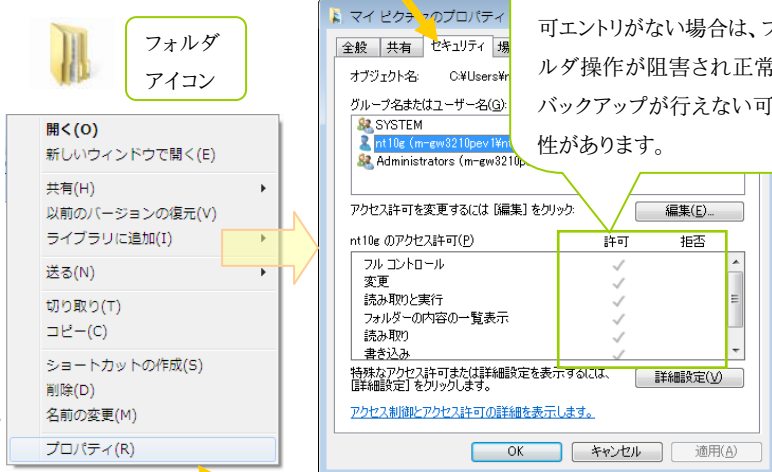 フォルダ
アイコン
開く(O)
新しいウィンドウで開く(E)
共有(H)
以前のバージョンの復元(V)
ライブラリに追加(I)
送る(N)
切り取り(T)
コピー(C)
ショートカットの作成(S)
削除(D)
名前の変更(M)
プロパティ(R)
マイ ピクチャのプロパティ
全般 共有 セキュリティ 場
オブジェクト名: C:¥Users¥n
グループ名またはユーザー名(G):
SYSTEM
nt10g (m-gw3210pev1¥n
Administrators (m-gw3210p
アクセス許可を変更するには [編集] をクリック
編集(E)...
nt10g のアクセス許可(P) 許可 拒否
フル コントロール
変更
読み取りと実行
フォルダーの内容の一覧表示
読み取り
書き込み
特殊なアクセス許可または詳細設定を表示するには、
[詳細設定] をクリックします。
詳細設定(V)
アクセス制御とアクセス許可の詳細を表示します。
OK キャンセル 適用(A)
可エントリがない場合は、フ
ルダ操作が阻害され正常
バックアップが行えない可
性があります。